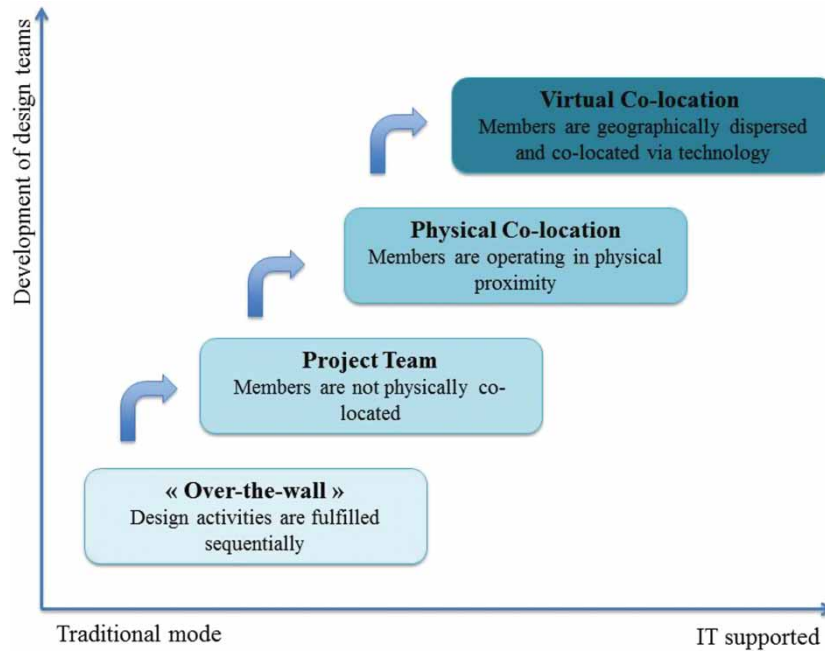 Development of design teams
Virtual Co-location
Members are geographically dispersed
and co-located via technology
Physical Co-location
Members are operating in physical
proximity
Project Team
Members are not physically co-
located
« Over-the-wall »
Design activities are fulfilled
sequentially
Traditional mode
IT supported